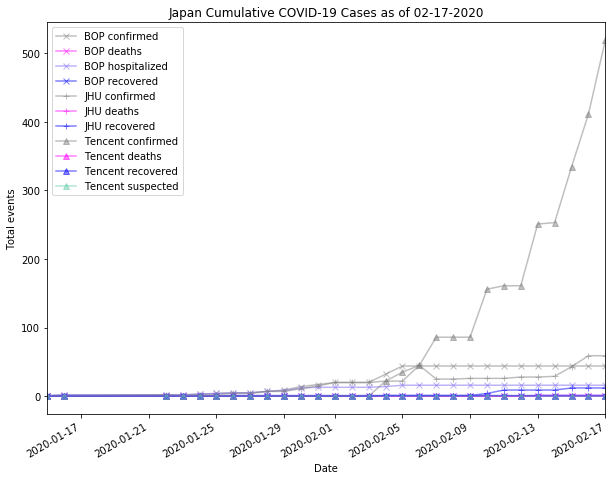 Japan Cumulative COVID-19 Cases as of 02-17-2020
BOP confirmed
BOP deaths
BOP hospitalized
BOP recovered
JHU confirmed
JHU deaths
JHU recovered
Tencent confirmed
Tencent deaths
Tencent recovered
Tencent suspected
Total events
500
400
300
200
100
0
2020-01-17
2020-01-21
2020-01-25
2020-01-29
2020-02-01
2020-02-05
2020-02-09
2020-02-13
2020-02-17
Date